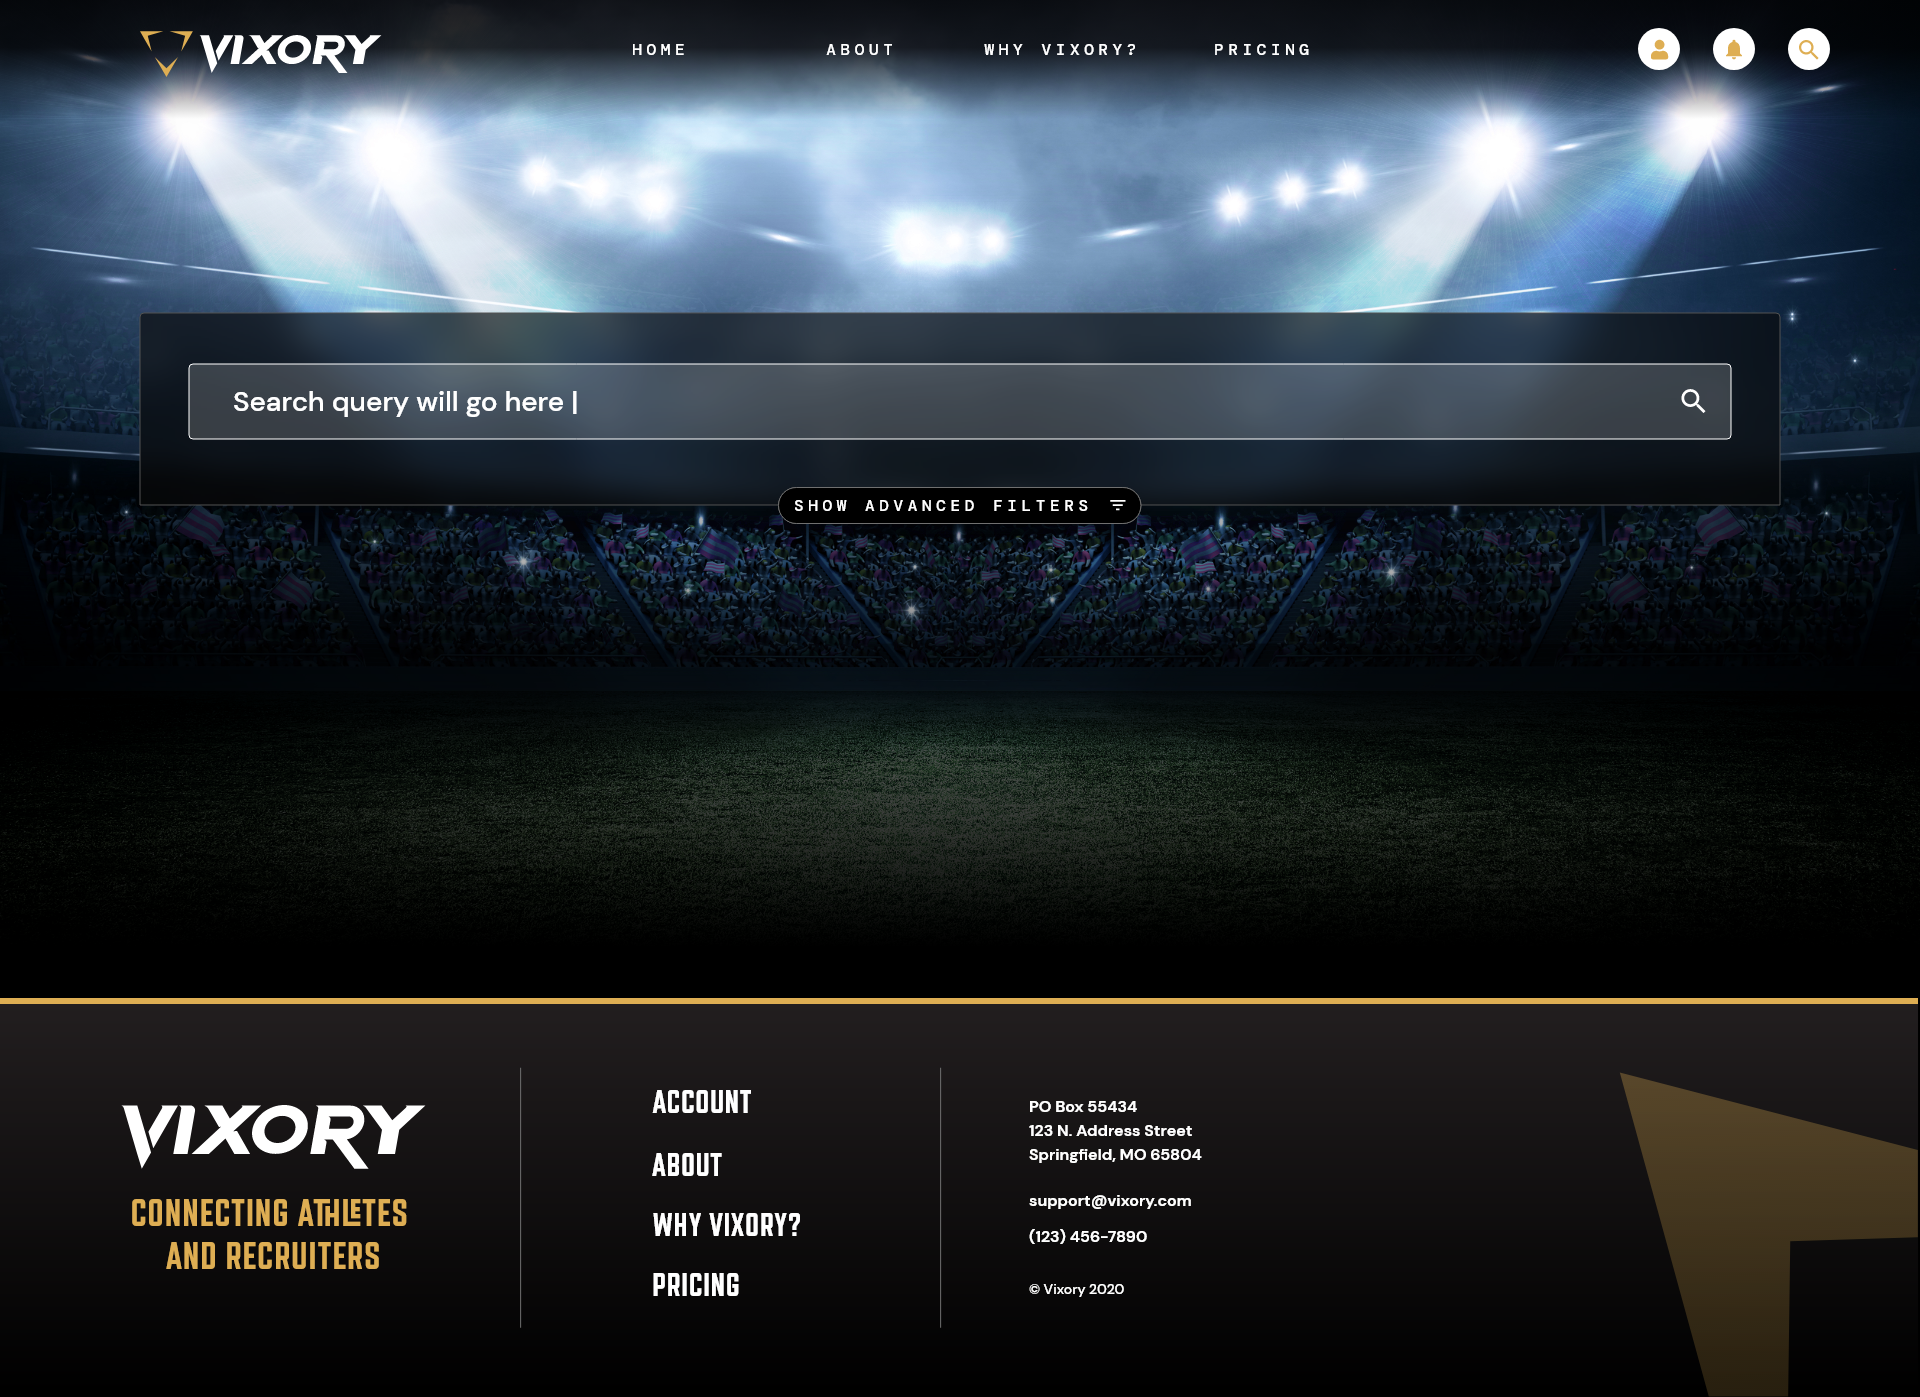 VIXORY
HOME
ABOUT
WHY VIXORY?
PRICING
Search query will go here |
SHOW ADVANCED FILTERS
VIXORY
CONNECTING ATHLETES
AND RECRUITERS
ACCOUNT
ABOUT
WHY VIXORY?
PRICING
PO Box 55434
123 N. Address Street
Springfield, MO 65804
support@vixory.com
(123) 456-7890
© Vixory 2020